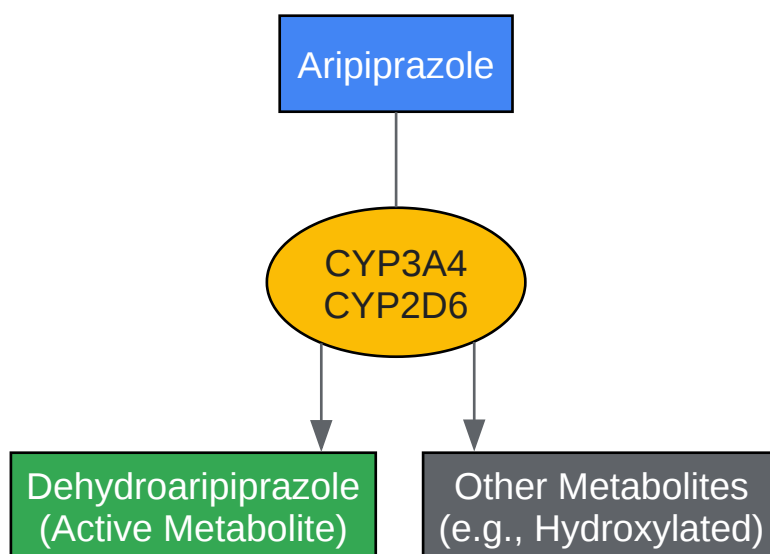 Aripiprazole
CYP3A4
CYP2D6
Dehydroaripiprazole
(Active Metabolite)
Other Metabolites
(e.g., Hydroxylated)